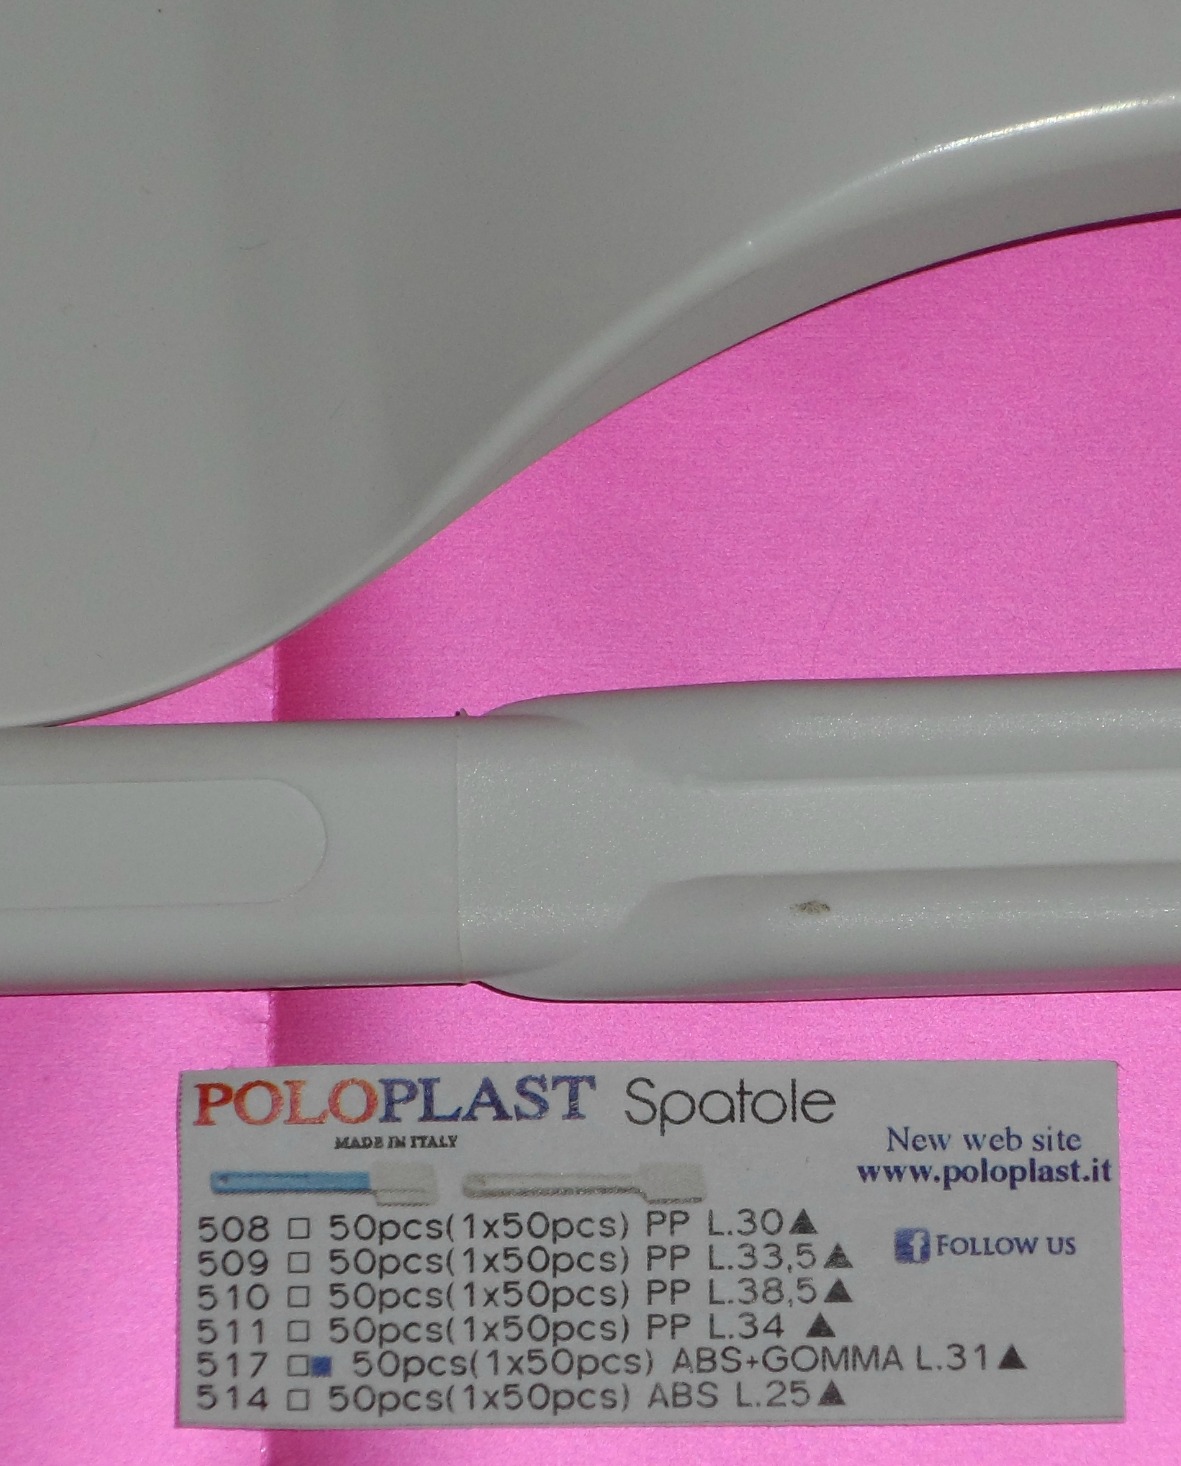 POLOPLAST Spatole
MADE IN ITALY
New web site
www.poloplast.it
FOLLOW US
508 □ 50pcs(1x50pcs) PP L.30▲
509 □ 50pcs(1x50pcs) PP L.33,5▲
510 □ 50pcs(1x50pcs) PP L.38,5▲
511 □ 50pcs(1x50pcs) PP L.34 ▲
517 □■ 50pcs(1x50pcs) ABS+GOMMA L.31▲
514 □ 50pcs(1x50pcs) ABS L.25▲